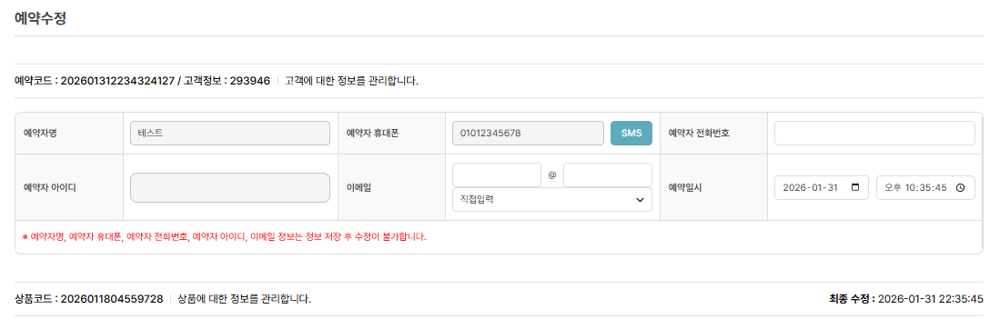 예약수정
예약코드 : 202601312234324127 / 고객정보 : 293946 | 고객에 대한 정보를 관리합니다.
예약자명 테스트 예약자 휴대폰 01012345678 SMS 예약자 전화번호
예약자 아이디 이메일 @ 직접입력 예약일시 2026-01-31 오후 10:35:45
※ 예약자명, 예약자 휴대폰, 예약자 전화번호, 예약자 아이디, 이메일 정보는 정보 저장 후 수정이 불가합니다.
상품코드 : 2026011804559728 | 상품에 대한 정보를 관리합니다. 최종 수정 : 2026-01-31 22:35:45